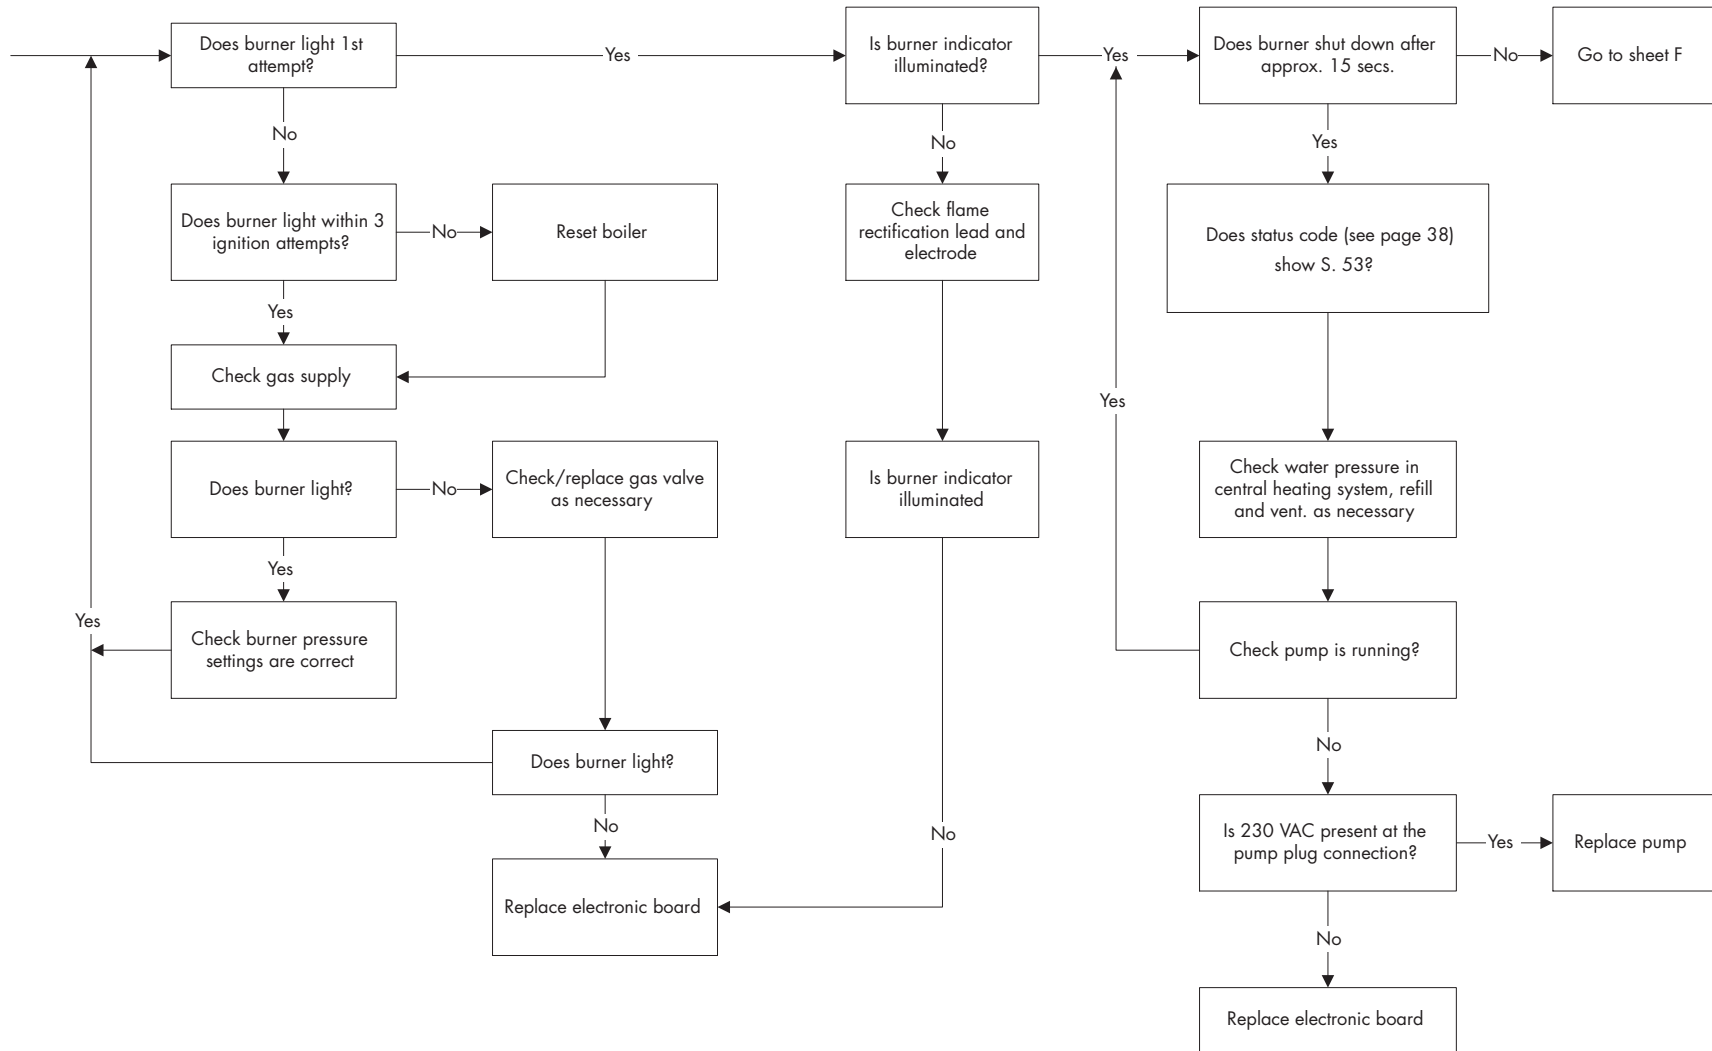 Does burner light 1st
attempt?
Yes
Is burner indicator
illuminated?
Yes
Does burner shut down after
approx. 15 secs.
No
Go to sheet F
No
No
Yes
Does burner light within 3
ignition attempts?
No
Reset boiler
Check flame
rectification lead and
electrode
Does status code (see page 38)
show S. 53?
Yes
Check gas supply
Yes
Does burner light?
No
Check/replace gas valve
as necessary
Is burner indicator
illuminated
Check water pressure in
central heating system, refill
and vent. as necessary
Yes
Yes
Check burner pressure
settings are correct
Check pump is running?
No
Does burner light?
No
No
Is 230 VAC present at the
pump plug connection?
Yes
Replace pump
Replace electronic board
No
Replace electronic board